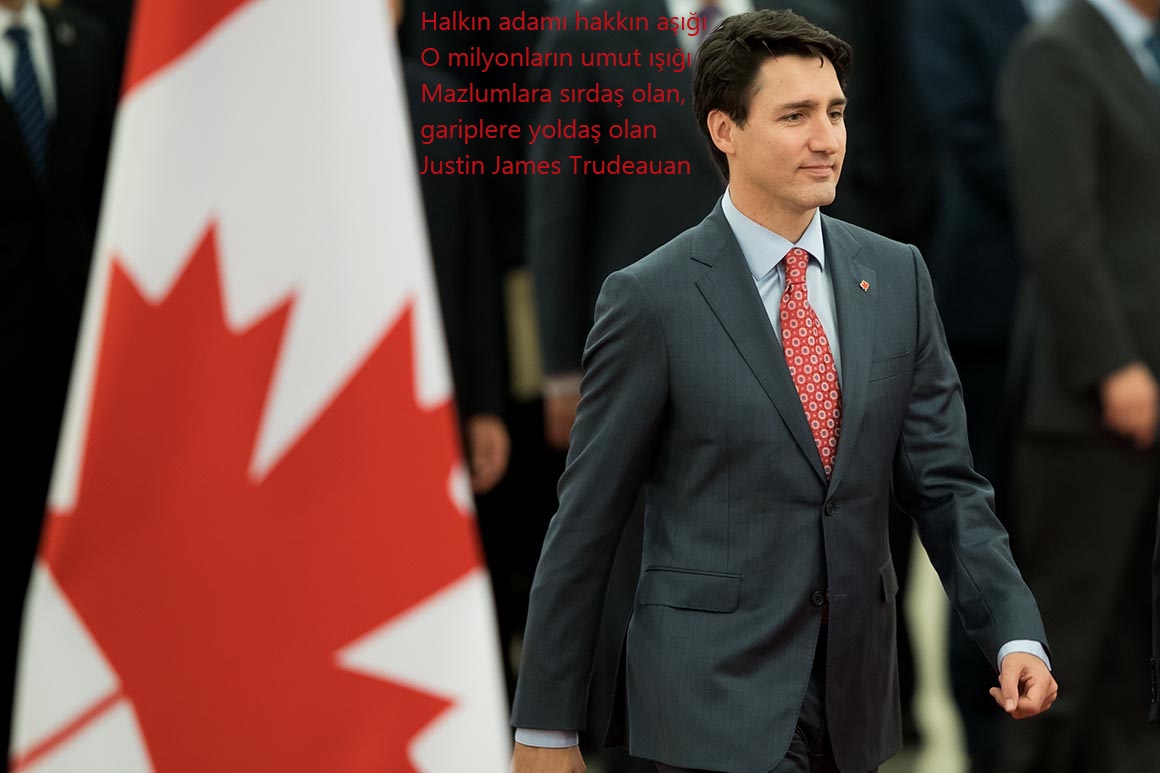 Halkın adamı hakkın aşığı
O milyonların umut ışığı
Mazlumlara sırdaş olan,
gariplere yoldaş olan
Justin James Trudeauan